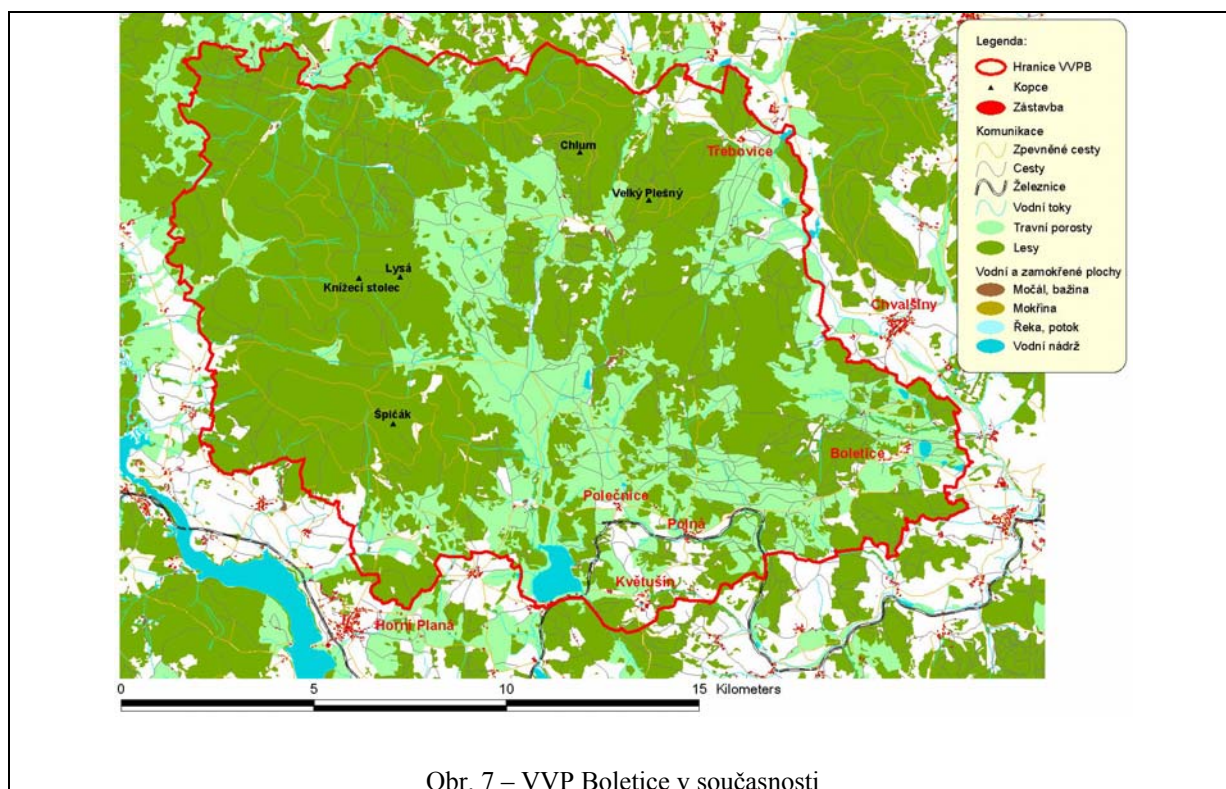 Chlum
Třebovice
Velký Plešný
Lysá
Knížecí stolec
Chvalšiny
Špičák
Boletice
Polečnice
Polná
Květušín
Horní Planá
Legenda:
Hranice VVPB
Kopce
Zástavba
Komunikace
Zpevněné cesty
Cesty
Železnice
Vodní toky
Travní porosty
Lesy
Vodní a zamokřené plochy
Močál, bažina
Mokřina
Řeka, potok
Vodní nádrž
0 5 10 15 Kilometers
Obr. 7 – VVP Boletice v současnosti